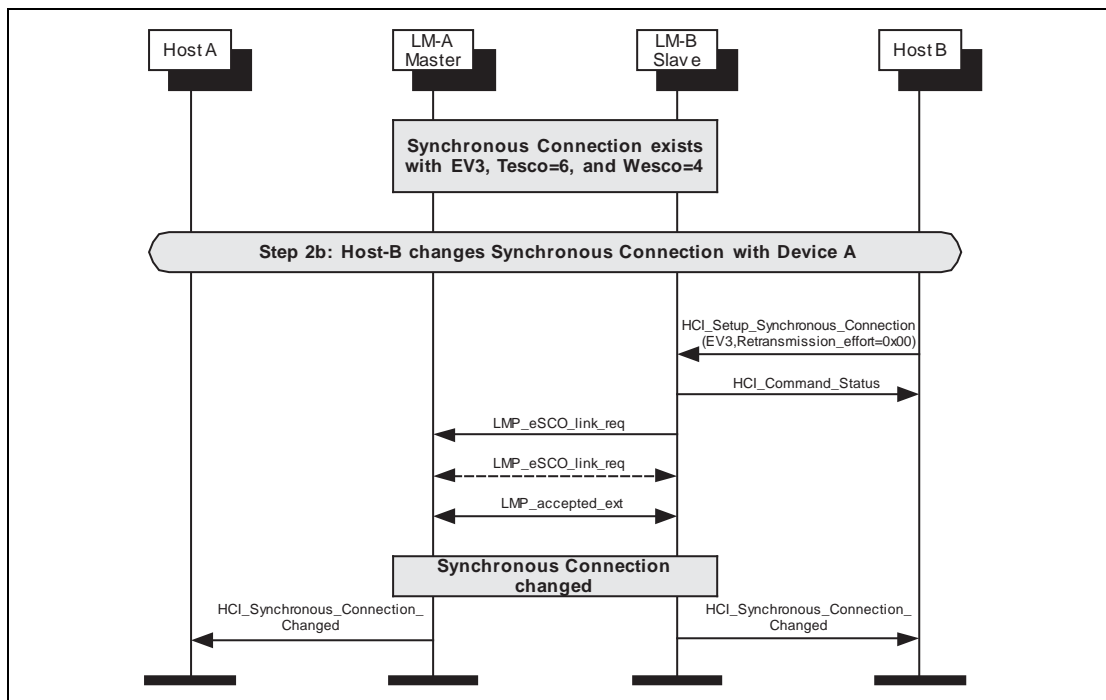 Host A
LM-A
Master
LM-B
Slave
Host B
Synchronous Connection exists
with EV3, Tesco=6, and Wesco=4
Step 2b: Host-B changes Synchronous Connection with Device A
HCI_Setup_Synchronous_Connection
(EV3,Retransmission_effort=0x00)
HCI_Command_Status
LMP_eSCO_link_req
LMP_eSCO_link_req
LMP_accepted_ext
Synchronous Connection
changed
HCI_Synchronous_Connection_
Changed
HCI_Synchronous_Connection_
Changed